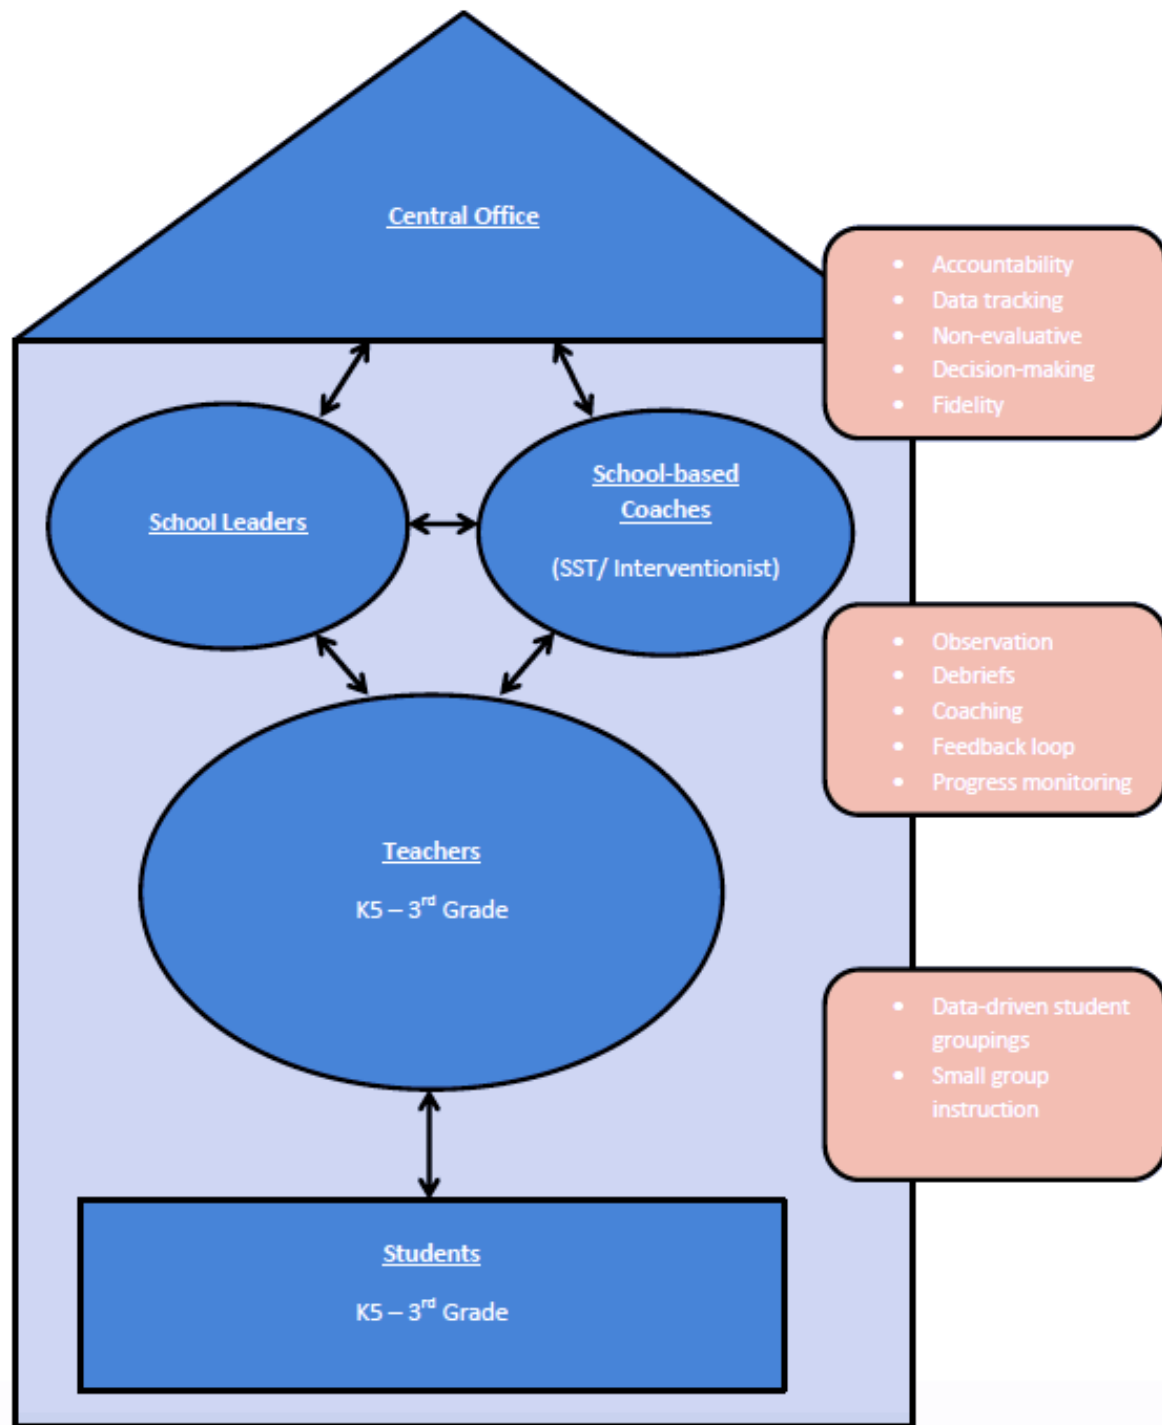 Central Office
• Accountability
• Data tracking
• Non-evaluative
• Decision-making
• Fidelity
School Leaders
School-based
Coaches
(SST/ Interventionist)
• Observation
• Debriefs
• Coaching
• Feedback loop
• Progress monitoring
Teachers
K5 – 3rd Grade
• Data-driven student
groupings
• Small group
instruction
Students
K5 – 3rd Grade